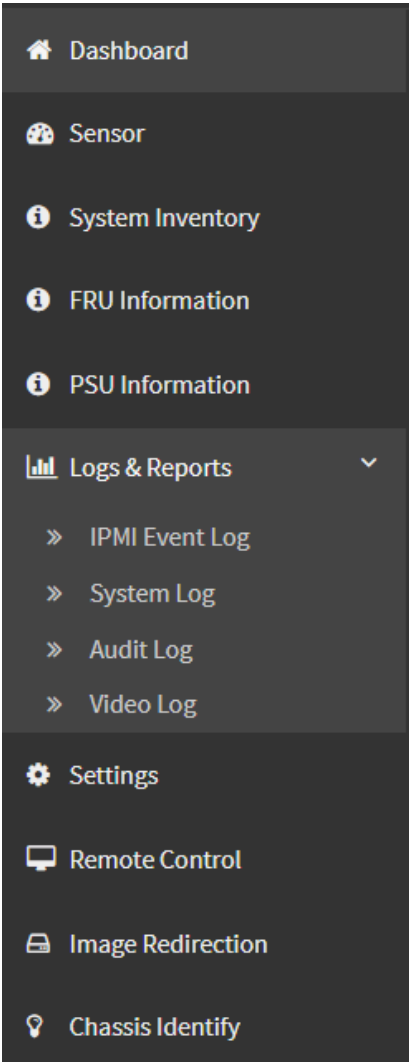 Dashboard
Sensor
System Inventory
FRU Information
PSU Information
Logs & Reports
IPMI Event Log
System Log
Audit Log
Video Log
Settings
Remote Control
Image Redirection
Chassis Identify